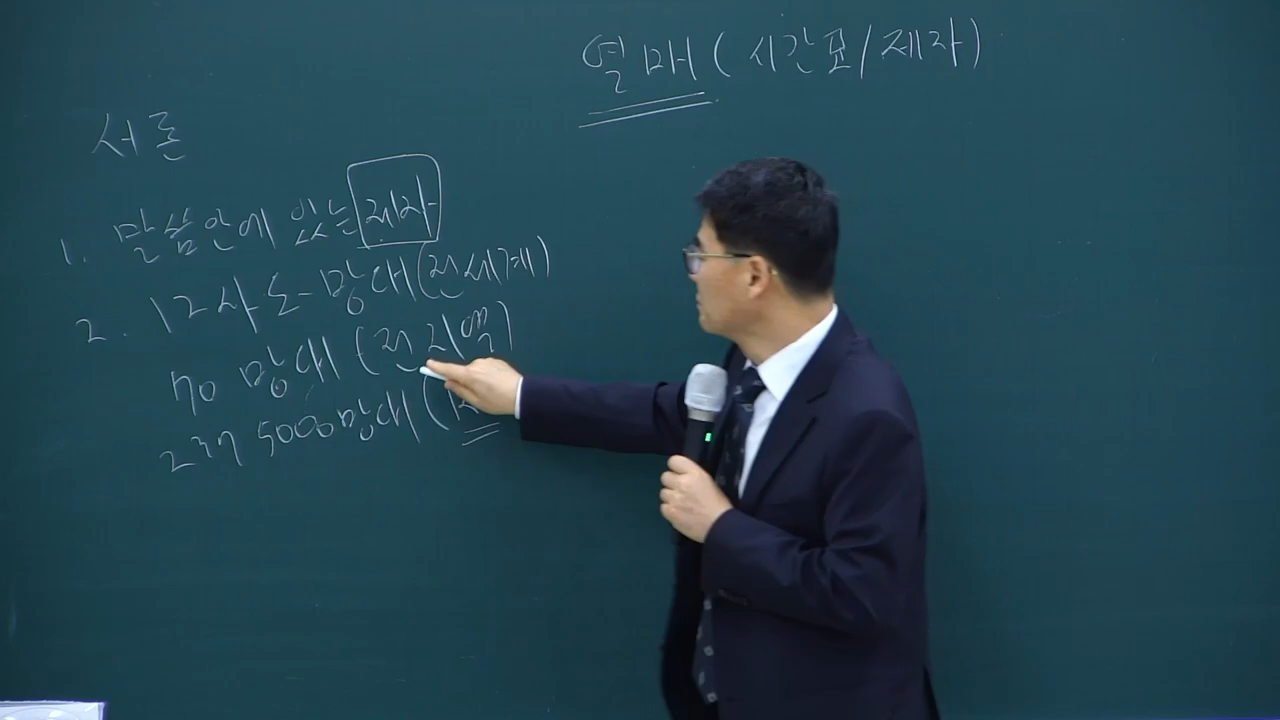 열매 (시간표/제자)
서론
1. 말씀안에 있는 제자
2. 12사도-망대(전세계)
70 망대 (전지역)
237 5000망대 (